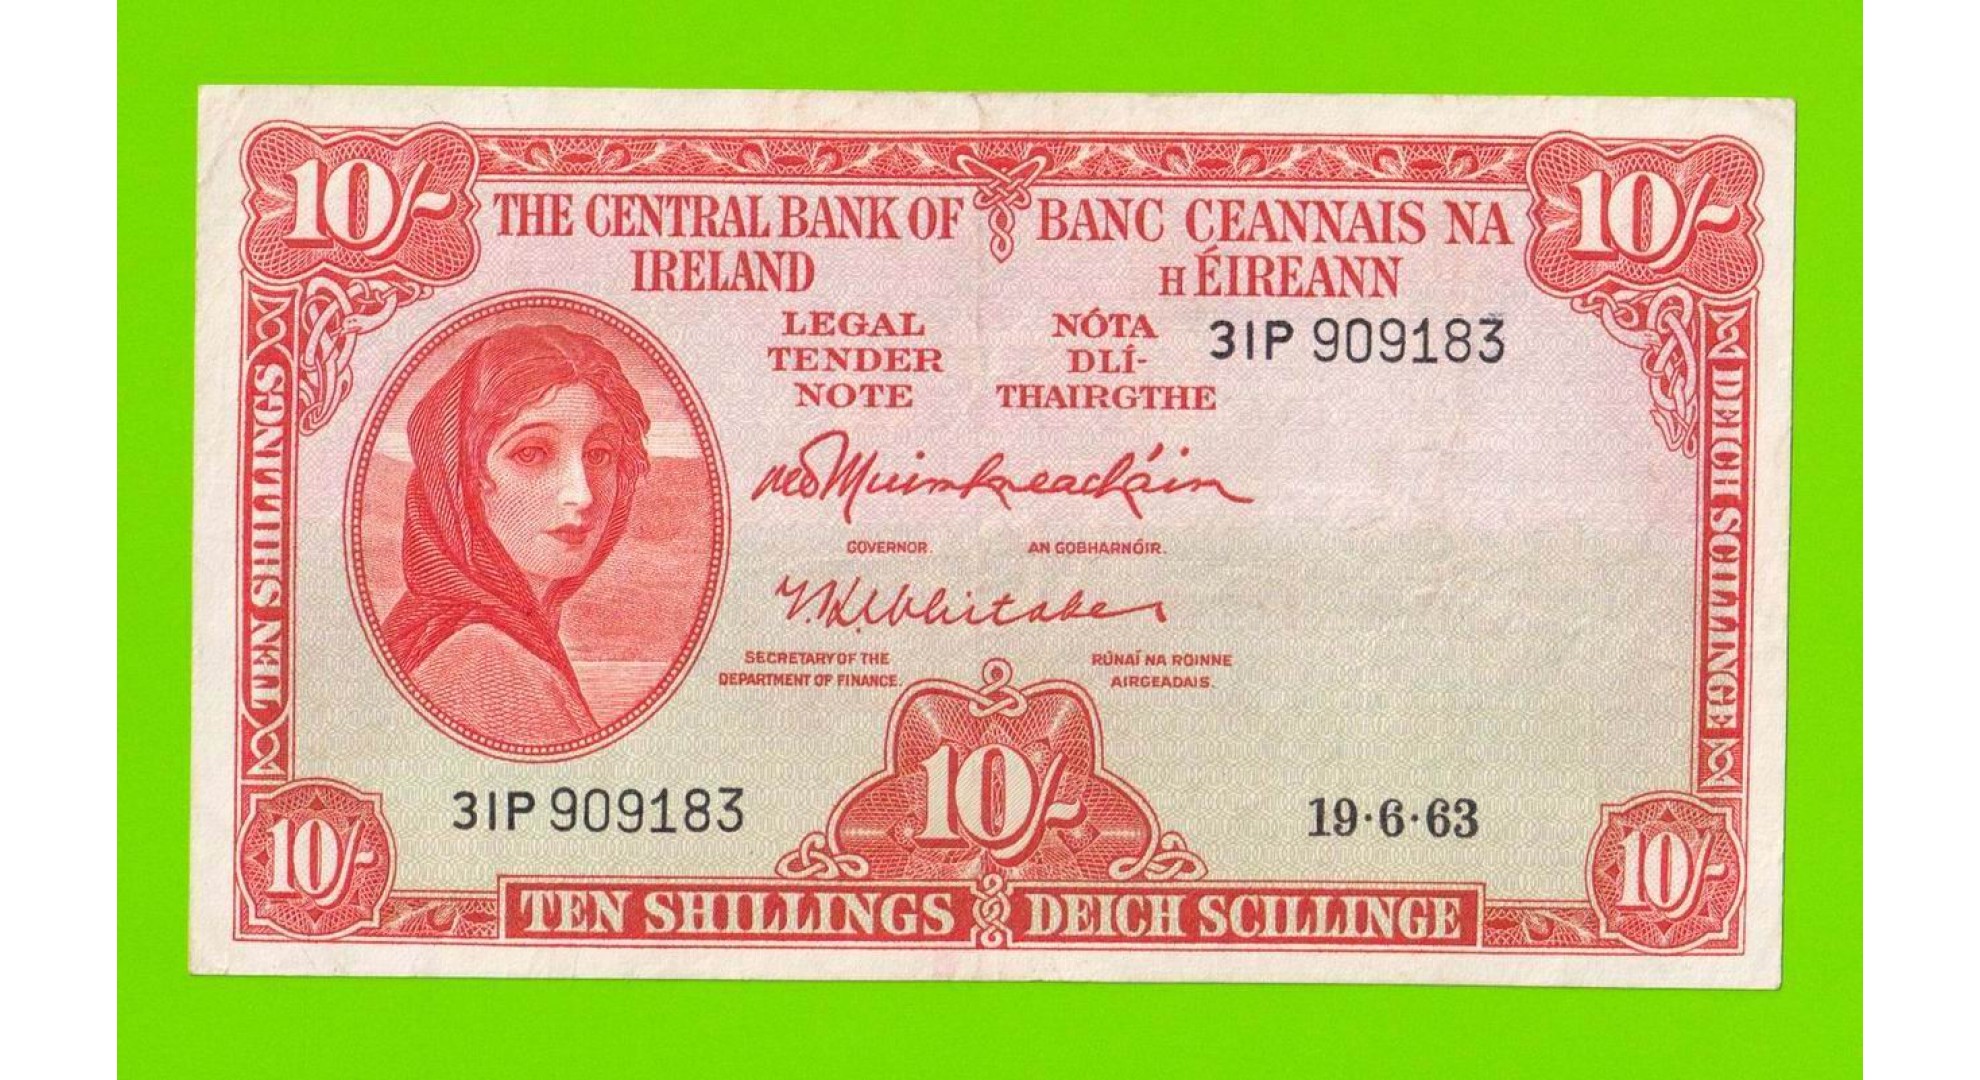 10/-
10/-
THE CENTRAL BANK OF
IRELAND
BANC CEANNAIS NA
H ÉIREANN
LEGAL
TENDER
NOTE
NÓTA
DLÍ-
THAIRGTHE
31P 909183
TEN SHILLINGS
DEICH SCILLINGE
GOVERNOR.
AN GOBHARNÓIR.
T.K. Whitaker
SECRETARY OF THE
DEPARTMENT OF FINANCE.
RÚNAÍ NA ROINNE
AIRGEADAIS.
31P 909183
10/-
19·6·63
10/-
10/-
TEN SHILLINGS
DEICH SCILLINGE